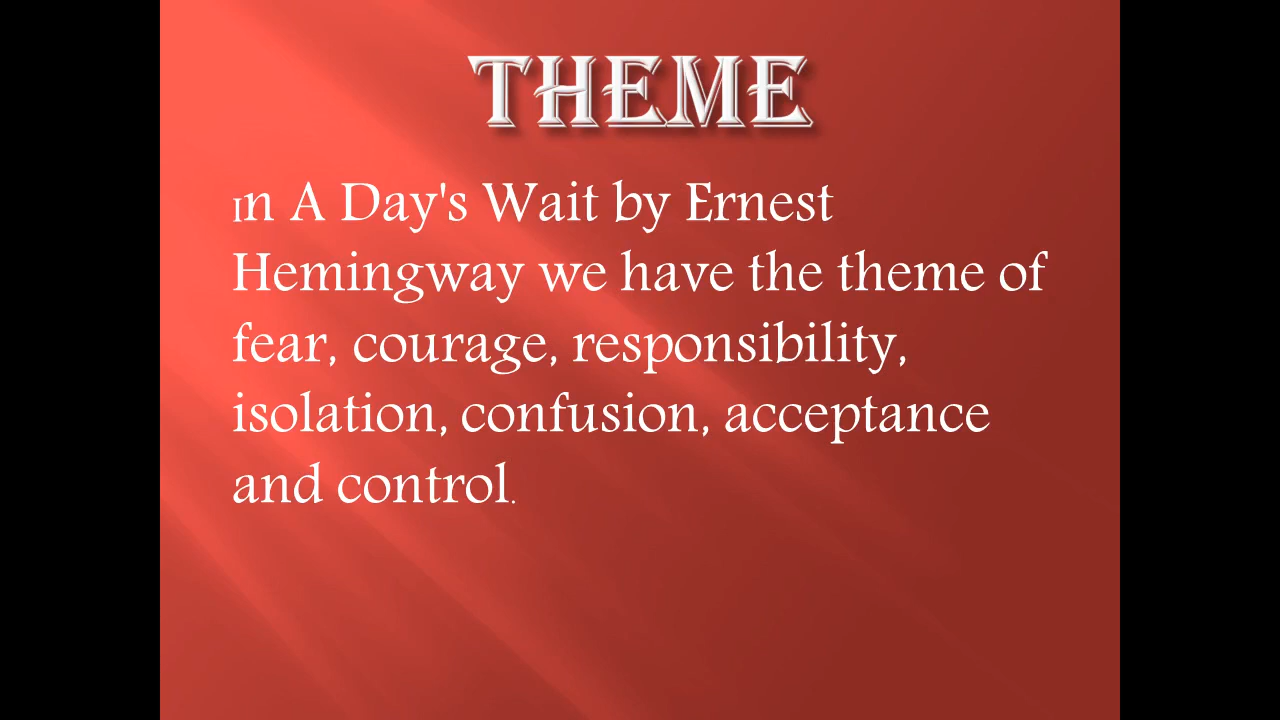 THEME
In A Day's Wait by Ernest
Hemingway we have the theme of
fear, courage, responsibility,
isolation, confusion, acceptance
and control.